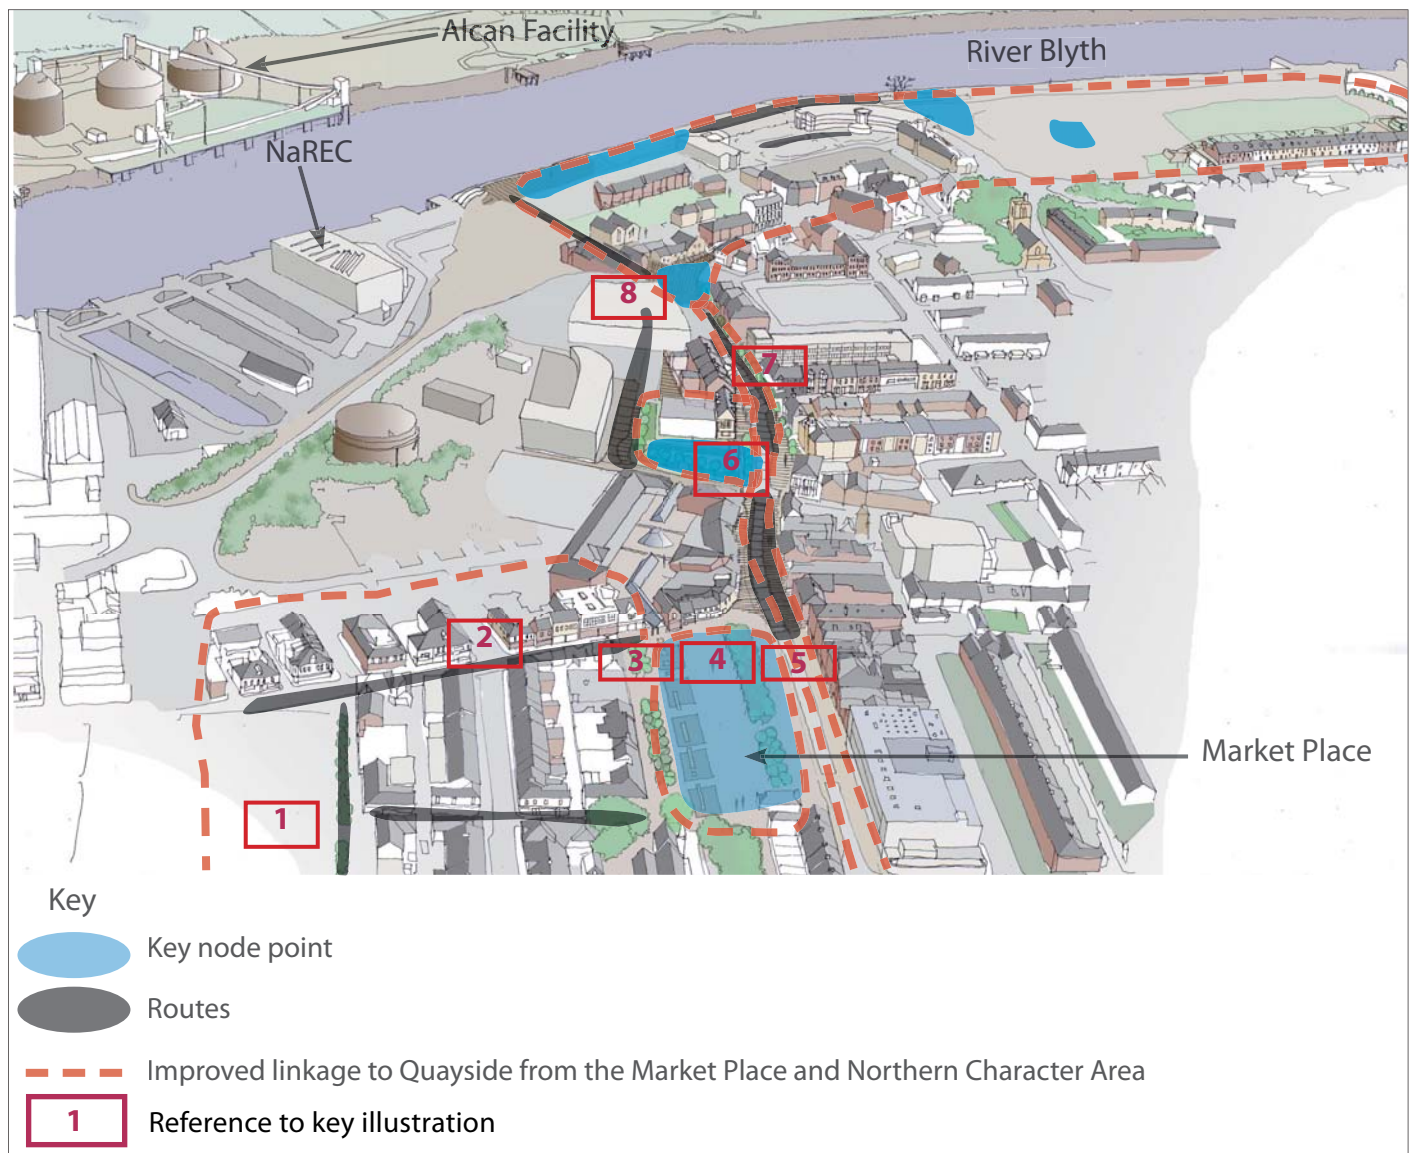 Alcan Facility
River Blyth
NaREC
8
7
6
2
3
4
5
Market Place
1
Key
Key node point
Routes
Improved linkage to Quayside from the Market Place and Northern Character Area
1 Reference to key illustration